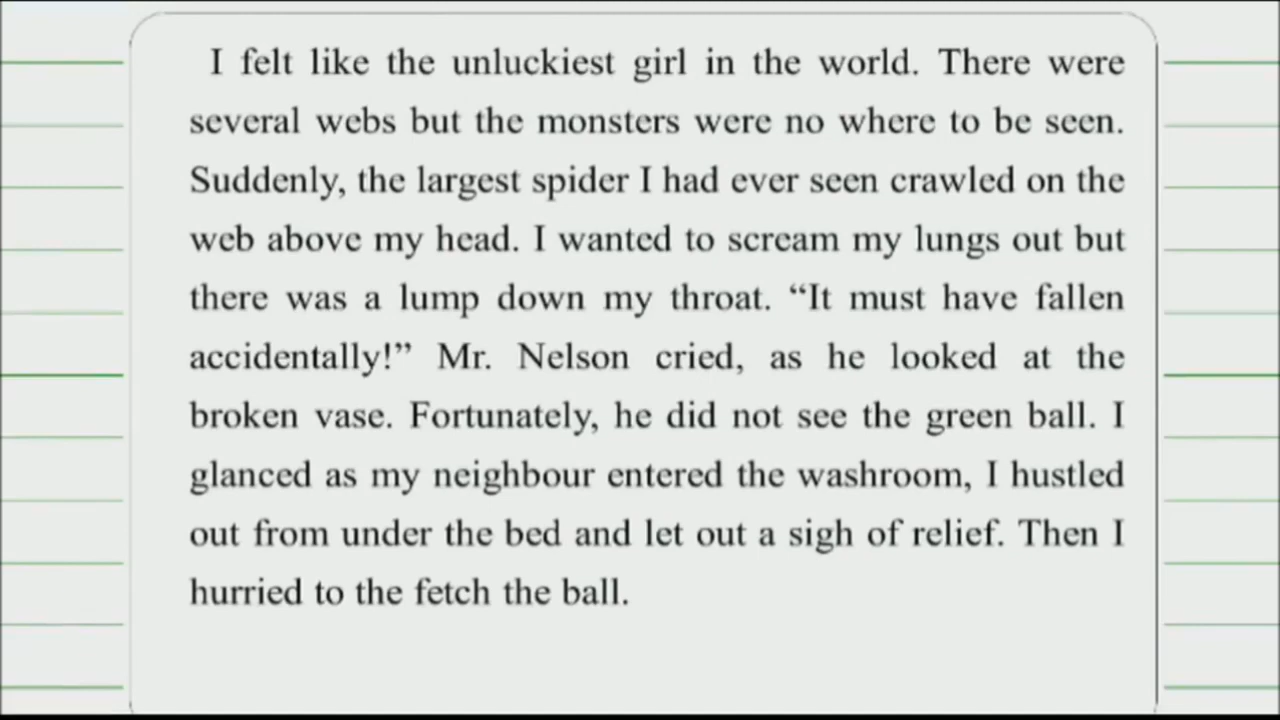 I felt like the unluckiest girl in the world. There were
several webs but the monsters were no where to be seen.
Suddenly, the largest spider I had ever seen crawled on the
web above my head. I wanted to scream my lungs out but
there was a lump down my throat. “It must have fallen
accidentally!” Mr. Nelson cried, as he looked at the
broken vase. Fortunately, he did not see the green ball. I
glanced as my neighbour entered the washroom, I hustled
out from under the bed and let out a sigh of relief. Then I
hurried to the fetch the ball.